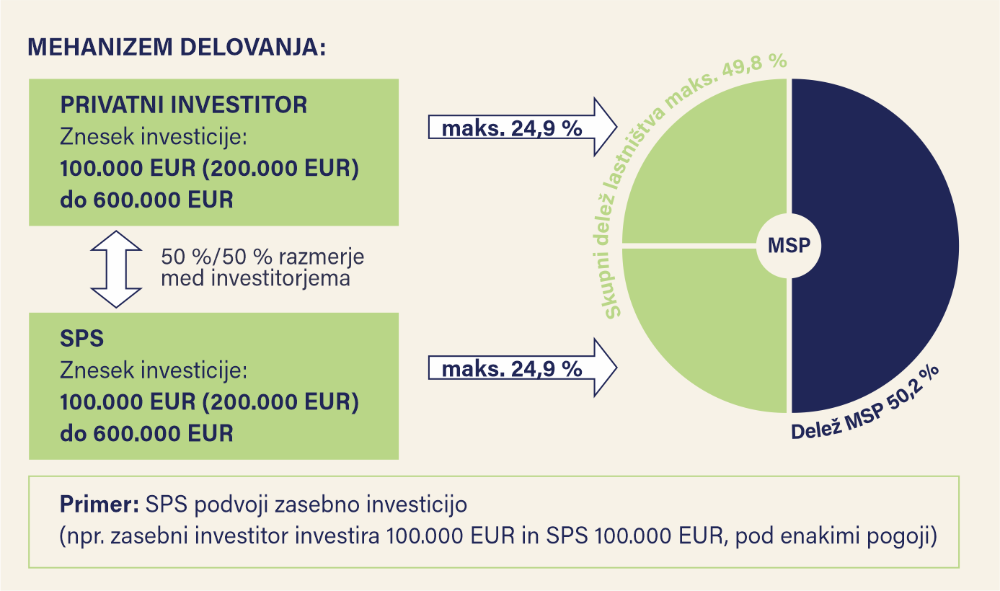 MEHANIZEM DELOVANJA:
PRIVATNI INVESTITOR
Znesek investicije:
100.000 EUR (200.000 EUR)
do 600.000 EUR
maks. 24,9 %
50 %/50 % razmerje
med investitorjema
SPS
Znesek investicije:
100.000 EUR (200.000 EUR)
do 600.000 EUR
maks. 24,9 %
Skupni delež lastništva maks. 49,8 %
MSP
Delež MSP 50,2 %
Primer: SPS podvoji zasebno investicijo
(npr. zasebni investitor investira 100.000 EUR in SPS 100.000 EUR, pod enakimi pogoji)